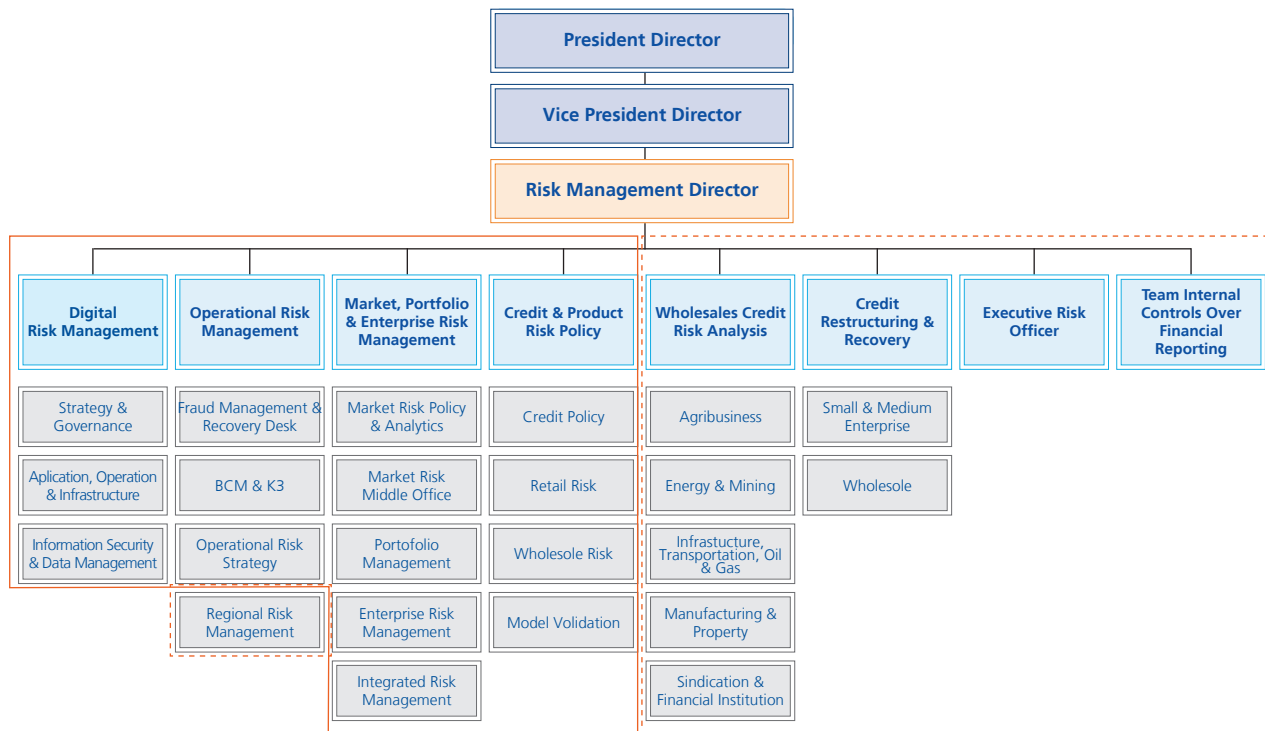 President Director
Vice President Director
Risk Management Director
Digital
Risk Management
Operational Risk
Management
Market, Portfolio
& Enterprise Risk
Management
Credit & Product
Risk Policy
Wholesales Credit
Risk Analysis
Credit
Restructuring &
Recovery
Executive Risk
Officer
Team Internal
Controls Over
Financial
Reporting
Strategy &
Governance
Aplication, Operation
& Infrastructure
Information Security
& Data Management
Fraud Management &
Recovery Desk
BCM & K3
Operational Risk
Strategy
Regional Risk
Management
Market Risk Policy
& Analytics
Market Risk
Middle Office
Portofolio
Management
Enterprise Risk
Management
Integrated Risk
Management
Credit Policy
Retail Risk
Wholesole Risk
Model Volidation
Agribusiness
Energy & Mining
Infrastucture,
Transportation, Oil
& Gas
Manufacturing &
Property
Sindication &
Financial Institution
Small & Medium
Enterprise
Wholesole